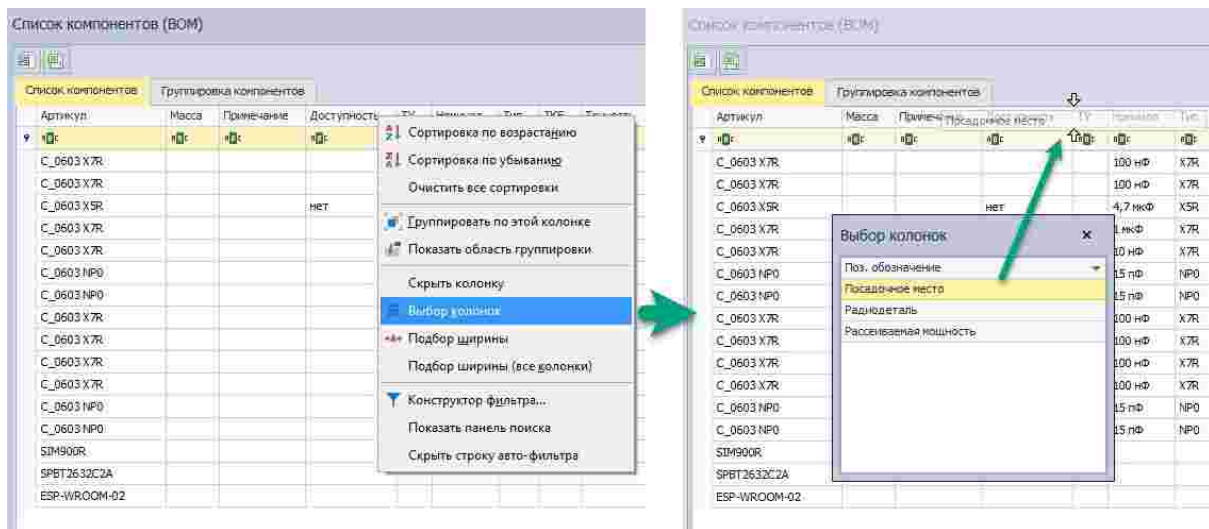 Список компонентов (BOM)
Список компонентов Группировка компонентов
Артикул Масса Примечание Доступность ТУ Номинал Тип ТКЕ
C_0603 X7R
C_0603 X7R
C_0603 X5R нет
C_0603 X7R
C_0603 X7R
C_0603 NP0
C_0603 NP0
C_0603 X7R
C_0603 X7R
C_0603 X7R
C_0603 X7R
C_0603 NP0
C_0603 NP0
SIM900R
SPBT2632C2A
ESP-WROOM-02
Сортировка по возрастанию
Сортировка по убыванию
Очистить все сортировки
Группировать по этой колонке
Показать область группировки
Скрыть колонку
Выбор колонок
Подбор ширины
Подбор ширины (все колонки)
Конструктор фильтра...
Показать панель поиска
Скрыть строку авто-фильтра
Список компонентов (BOM)
Список компонентов Группировка компонентов
Артикул Масса Посадочное место ТУ Номинал Тип
C_0603 X7R 100 нФ X7R
C_0603 X7R 100 нФ X7R
C_0603 X5R нет 4,7 мкФ X5R
C_0603 X7R 1 мкФ X7R
C_0603 X7R 10 нФ X7R
C_0603 NP0 15 пФ NP0
C_0603 NP0 15 пФ NP0
C_0603 X7R 100 нФ X7R
C_0603 X7R 100 нФ X7R
C_0603 X7R 100 нФ X7R
C_0603 X7R 100 нФ X7R
C_0603 NP0 15 пФ NP0
C_0603 NP0 15 пФ NP0
SIM900R
SPBT2632C2A
ESP-WROOM-02
Выбор колонок
Поз. обозначение
Посадочное место
Радиодеталь
Рассеиваемая мощность